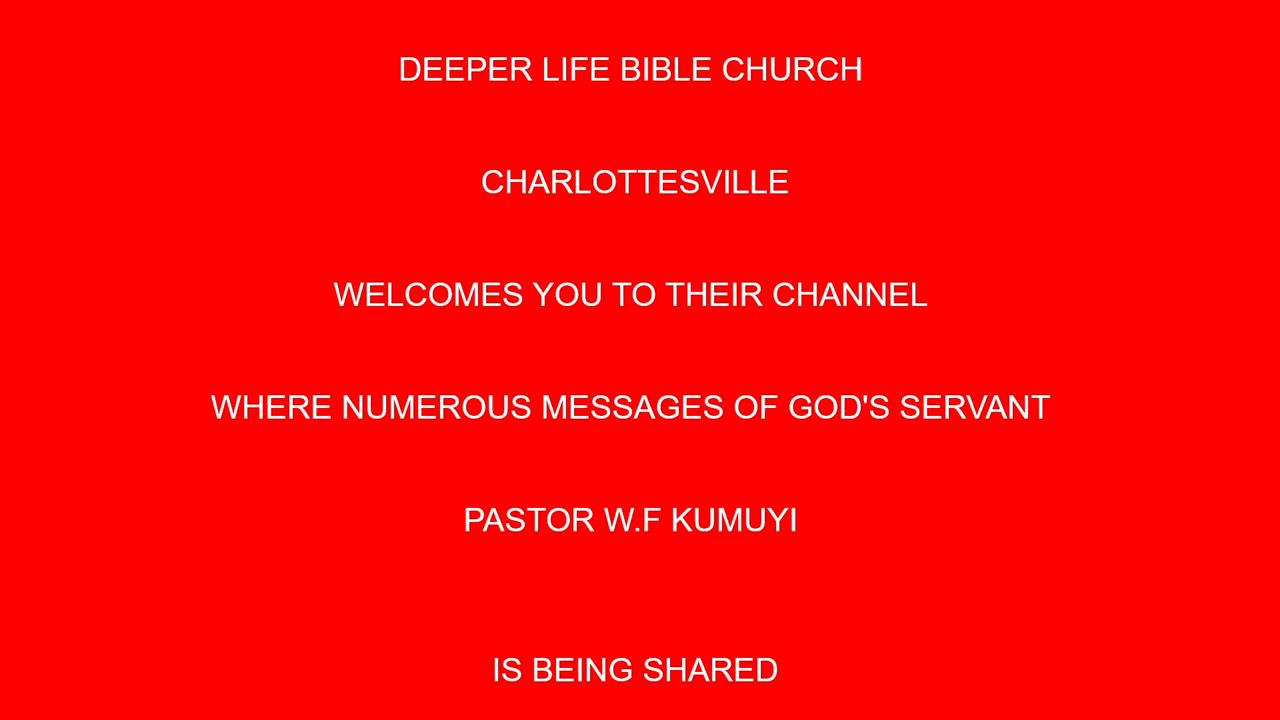 DEEPER LIFE BIBLE CHURCH
CHARLOTTESVILLE
WELCOMES YOU TO THEIR CHANNEL
WHERE NUMEROUS MESSAGES OF GOD'S SERVANT
PASTOR W.F KUMUYI
IS BEING SHARED